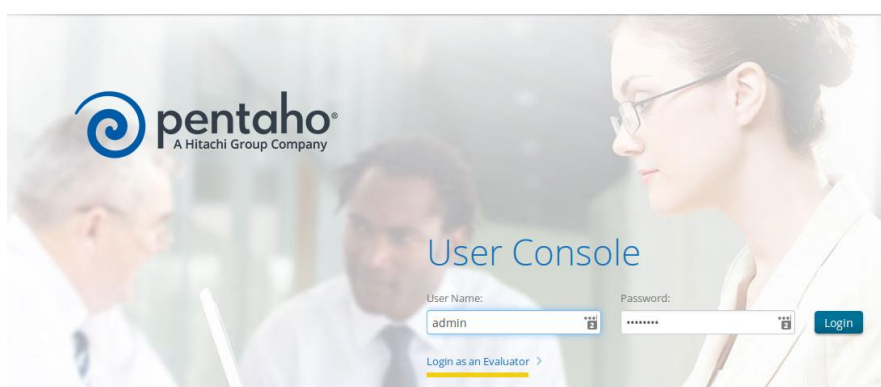 pentaho®
A Hitachi Group Company
User Console
User Name:
Password:
admin
••••••••
Login
Login as an Evaluator >